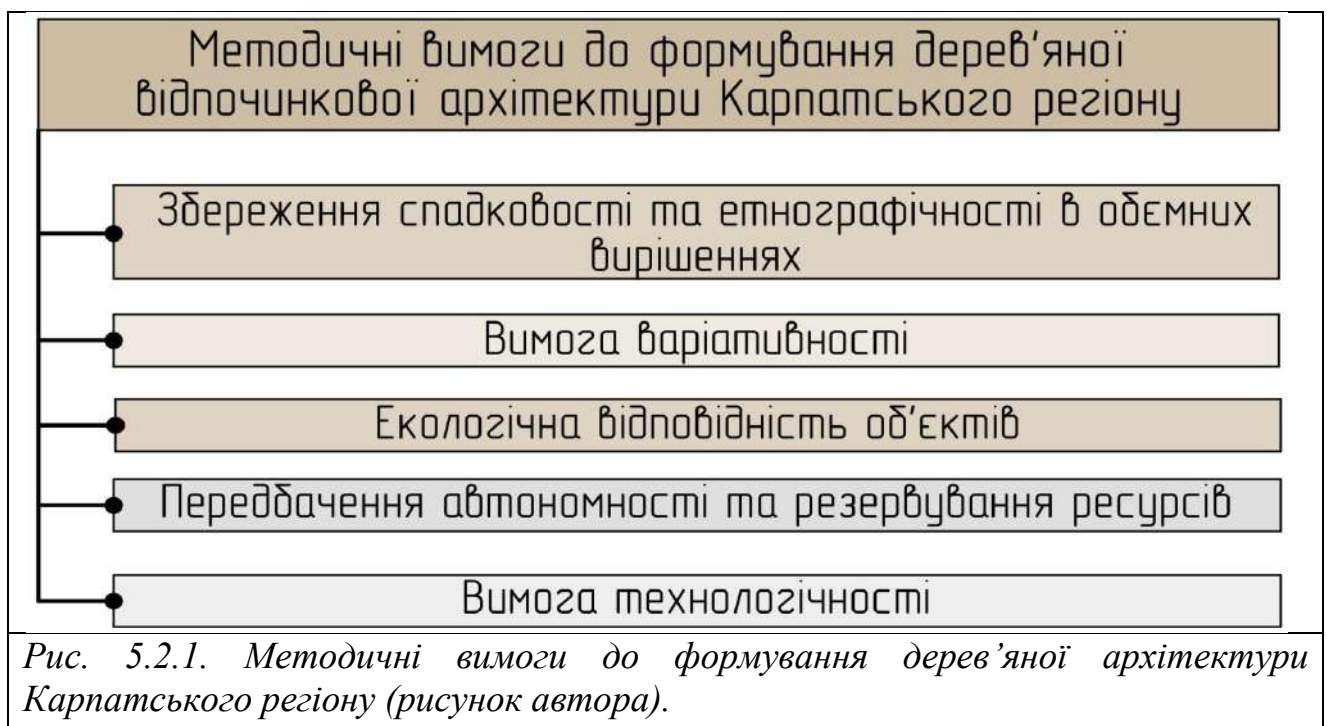 Методичні вимоги до формування дерев'яної
відпочинкової архітектури Карпатського регіону
Збереження спадковості та етнографічності в обємних
вирішеннях
Вимога варіативності
Екологічна відповідність об'єктів
Передбачення автономності та резервування ресурсів
Вимога технологічності
Рис. 5.2.1. Методичні вимоги до формування дерев’яної архітектури
Карпатського регіону (рисунок автора).